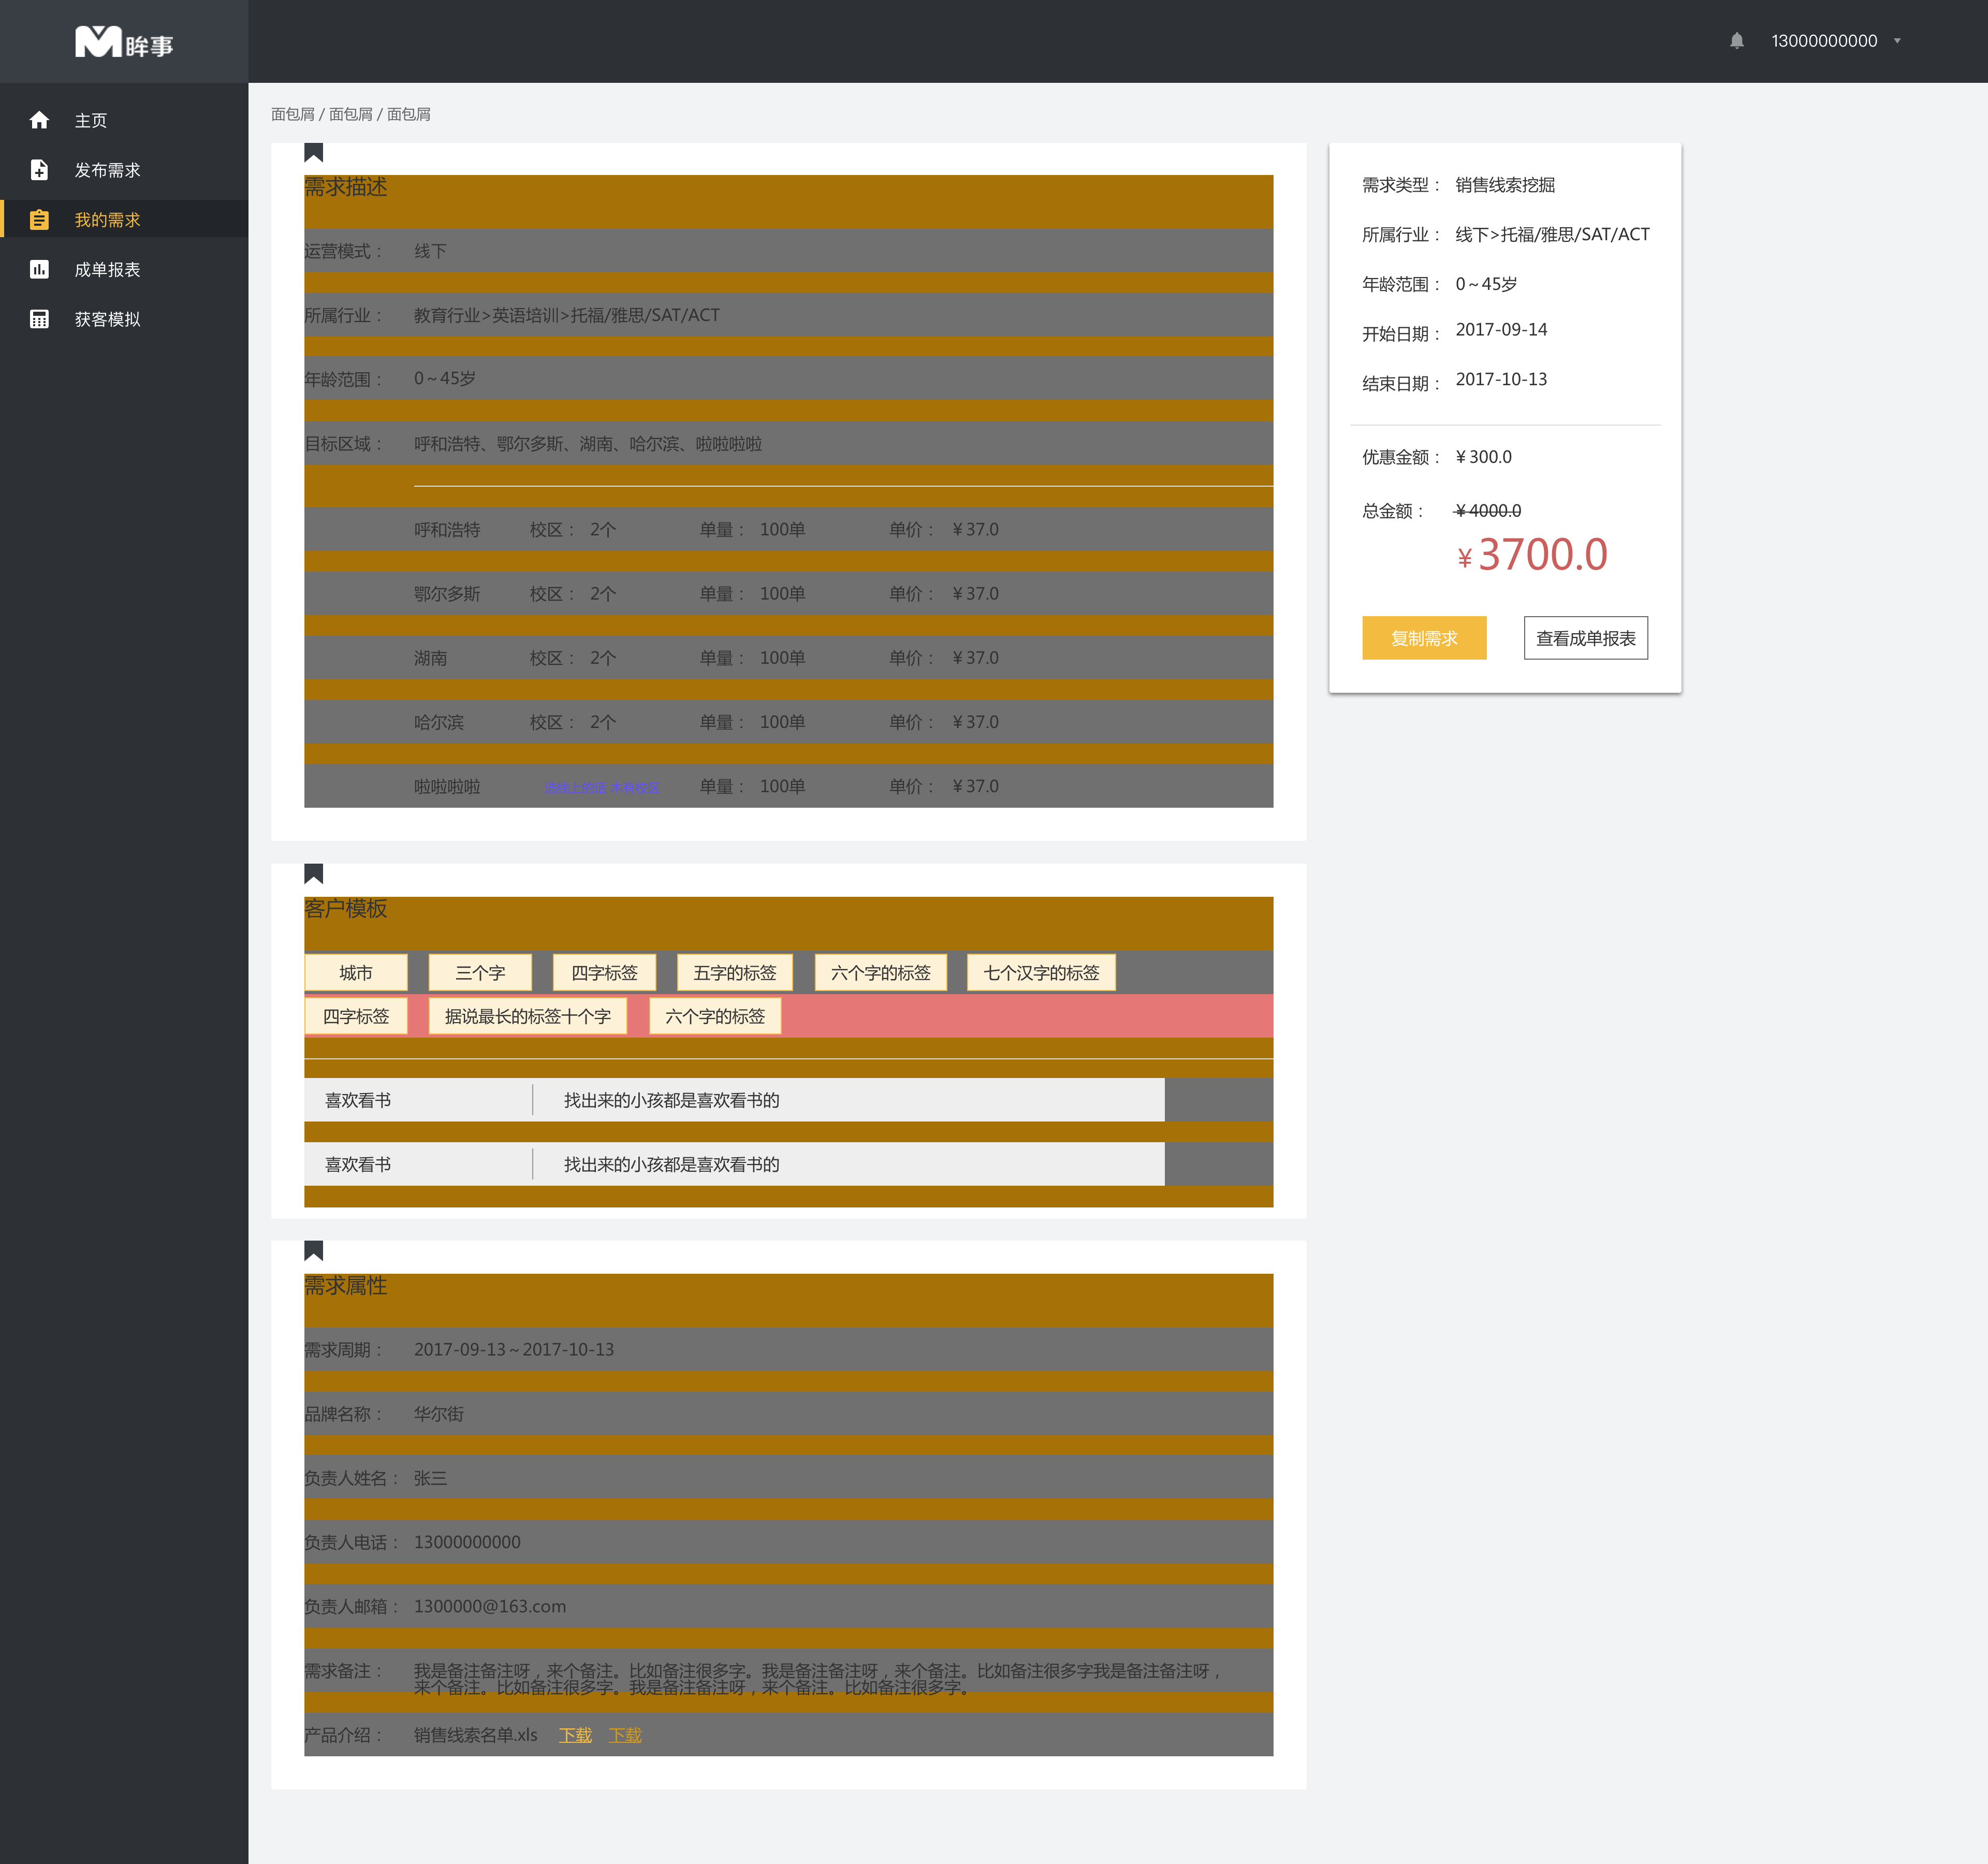 眸事
13000000000
主页
发布需求
我的需求
成单报表
获客模拟
面包屑 / 面包屑 / 面包屑
需求描述
运营模式： 线下
所属行业： 教育行业>英语培训>托福/雅思/SAT/ACT
年龄范围： 0～45岁
目标区域： 呼和浩特、鄂尔多斯、湖南、哈尔滨、啦啦啦啦
呼和浩特 校区： 2个 单量： 100单 单价： ￥37.0
鄂尔多斯 校区： 2个 单量： 100单 单价： ￥37.0
湖南 校区： 2个 单量： 100单 单价： ￥37.0
哈尔滨 校区： 2个 单量： 100单 单价： ￥37.0
啦啦啦啦 选线上的话 木有校区 单量： 100单 单价： ￥37.0
客户模板
城市 三个字 四字标签 五字的标签 六个字的标签 七个汉字的标签
四字标签 据说最长的标签十个字 六个字的标签
喜欢看书 找出来的小孩都是喜欢看书的
喜欢看书 找出来的小孩都是喜欢看书的
需求属性
需求周期： 2017-09-13～2017-10-13
品牌名称： 华尔街
负责人姓名： 张三
负责人电话： 13000000000
负责人邮箱： 1300000@163.com
需求备注： 我是备注备注呀，来个备注。比如备注很多字。我是备注备注呀，来个备注。比如备注很多字我是备注备注呀，
来个备注。比如备注很多字。我是备注备注呀，来个备注。比如备注很多字。
产品介绍： 销售线索名单.xls 下载 下载
需求类型： 销售线索挖掘
所属行业： 线下>托福/雅思/SAT/ACT
年龄范围： 0～45岁
开始日期： 2017-09-14
结束日期： 2017-10-13
优惠金额： ￥300.0
总金额： ￥4000.0
￥3700.0
复制需求 查看成单报表